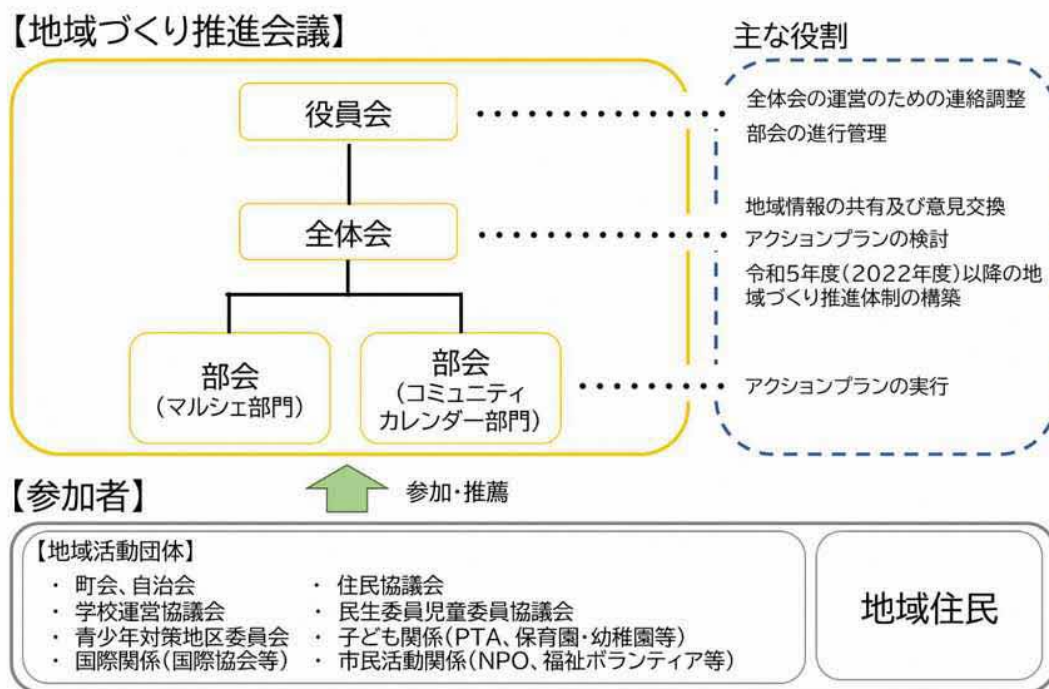 【地域づくり推進会議】
主な役割
役員会
全体会の運営のための連絡調整
部会の進行管理
全体会
地域情報の共有及び意見交換
アクションプランの検討
令和5年度(2022年度)以降の地
域づくり推進体制の構築
部会
(マルシェ部門)
部会
(コミュニティ
カレンダー部門)
アクションプランの実行
参加・推薦
【参加者】
【地域活動団体】
・ 町会、自治会
・ 学校運営協議会
・ 青少年対策地区委員会
・ 国際関係(国際協会等)
・ 住民協議会
・ 民生委員児童委員協議会
・ 子ども関係(PTA、保育園・幼稚園等)
・ 市民活動関係(NPO、福祉ボランティア等)
地域住民